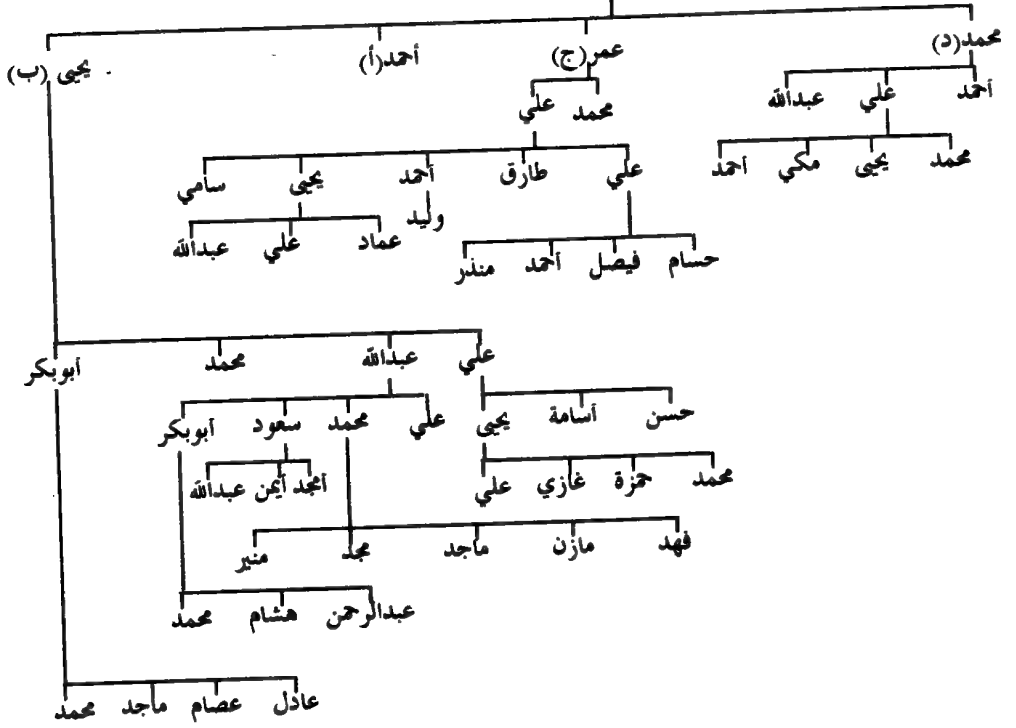 محمد (د) عمر (ج) أحمد (أ) يحيى (ب)
أحمد علي عبدالله محمد علي
محمد يحيى مكي أحمد علي طارق أحمد يحيى سامي
وليد
حسام فيصل أحمد منذر عماد علي عبدالله
علي عبدالله محمد أبوبكر
حسن أسامة يحيى علي محمد سعود أبوبكر
محمد حمزة غازي علي أمجد أيمن عبدالله
فهد مازن ماجد مجد منير
عبدالرحمن هشام محمد
عادل عصام ماجد محمد